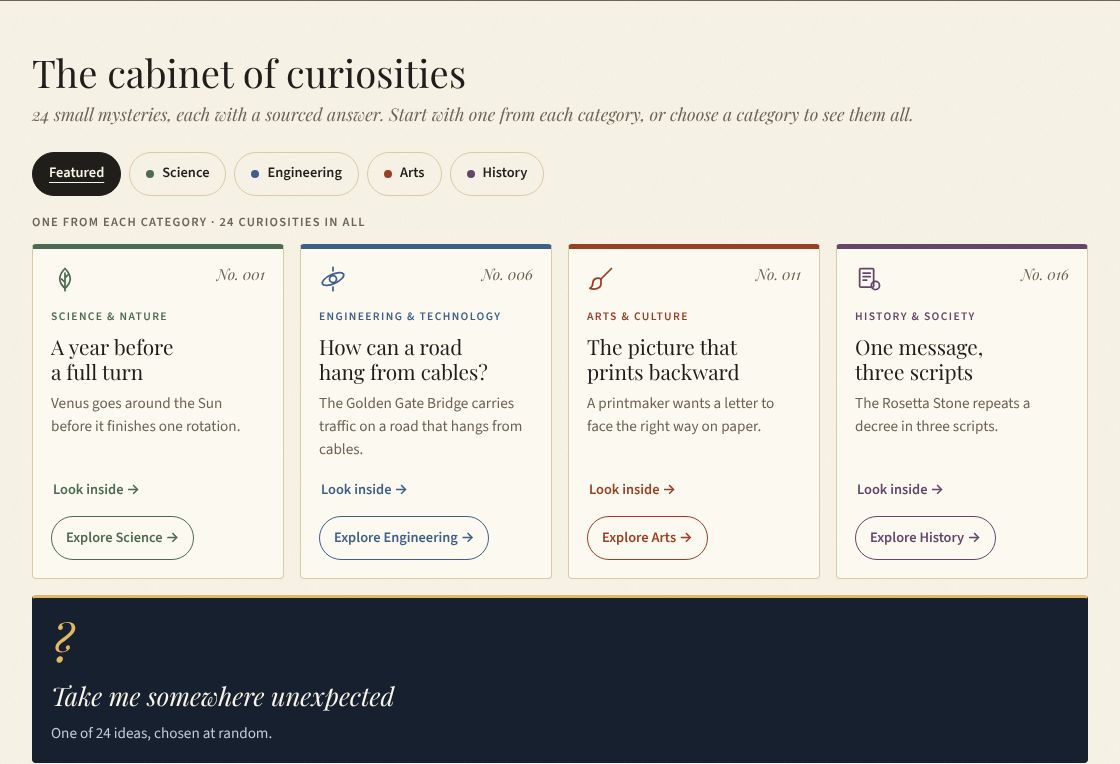 The cabinet of curiosities
24 small mysteries, each with a sourced answer. Start with one from each category, or choose a category to see them all.
Featured
Science
Engineering
Arts
History
ONE FROM EACH CATEGORY · 24 CURIOSITIES IN ALL
No. 001
SCIENCE & NATURE
A year before
a full turn
Venus goes around the Sun
before it finishes one rotation.
Look inside →
Explore Science →
No. 006
ENGINEERING & TECHNOLOGY
How can a road
hang from cables?
The Golden Gate Bridge carries
traffic on a road that hangs from
cables.
Look inside →
Explore Engineering →
No. 011
ARTS & CULTURE
The picture that
prints backward
A printmaker wants a letter to
face the right way on paper.
Look inside →
Explore Arts →
No. 016
HISTORY & SOCIETY
One message,
three scripts
The Rosetta Stone repeats a
decree in three scripts.
Look inside →
Explore History →
?
Take me somewhere unexpected
One of 24 ideas, chosen at random.